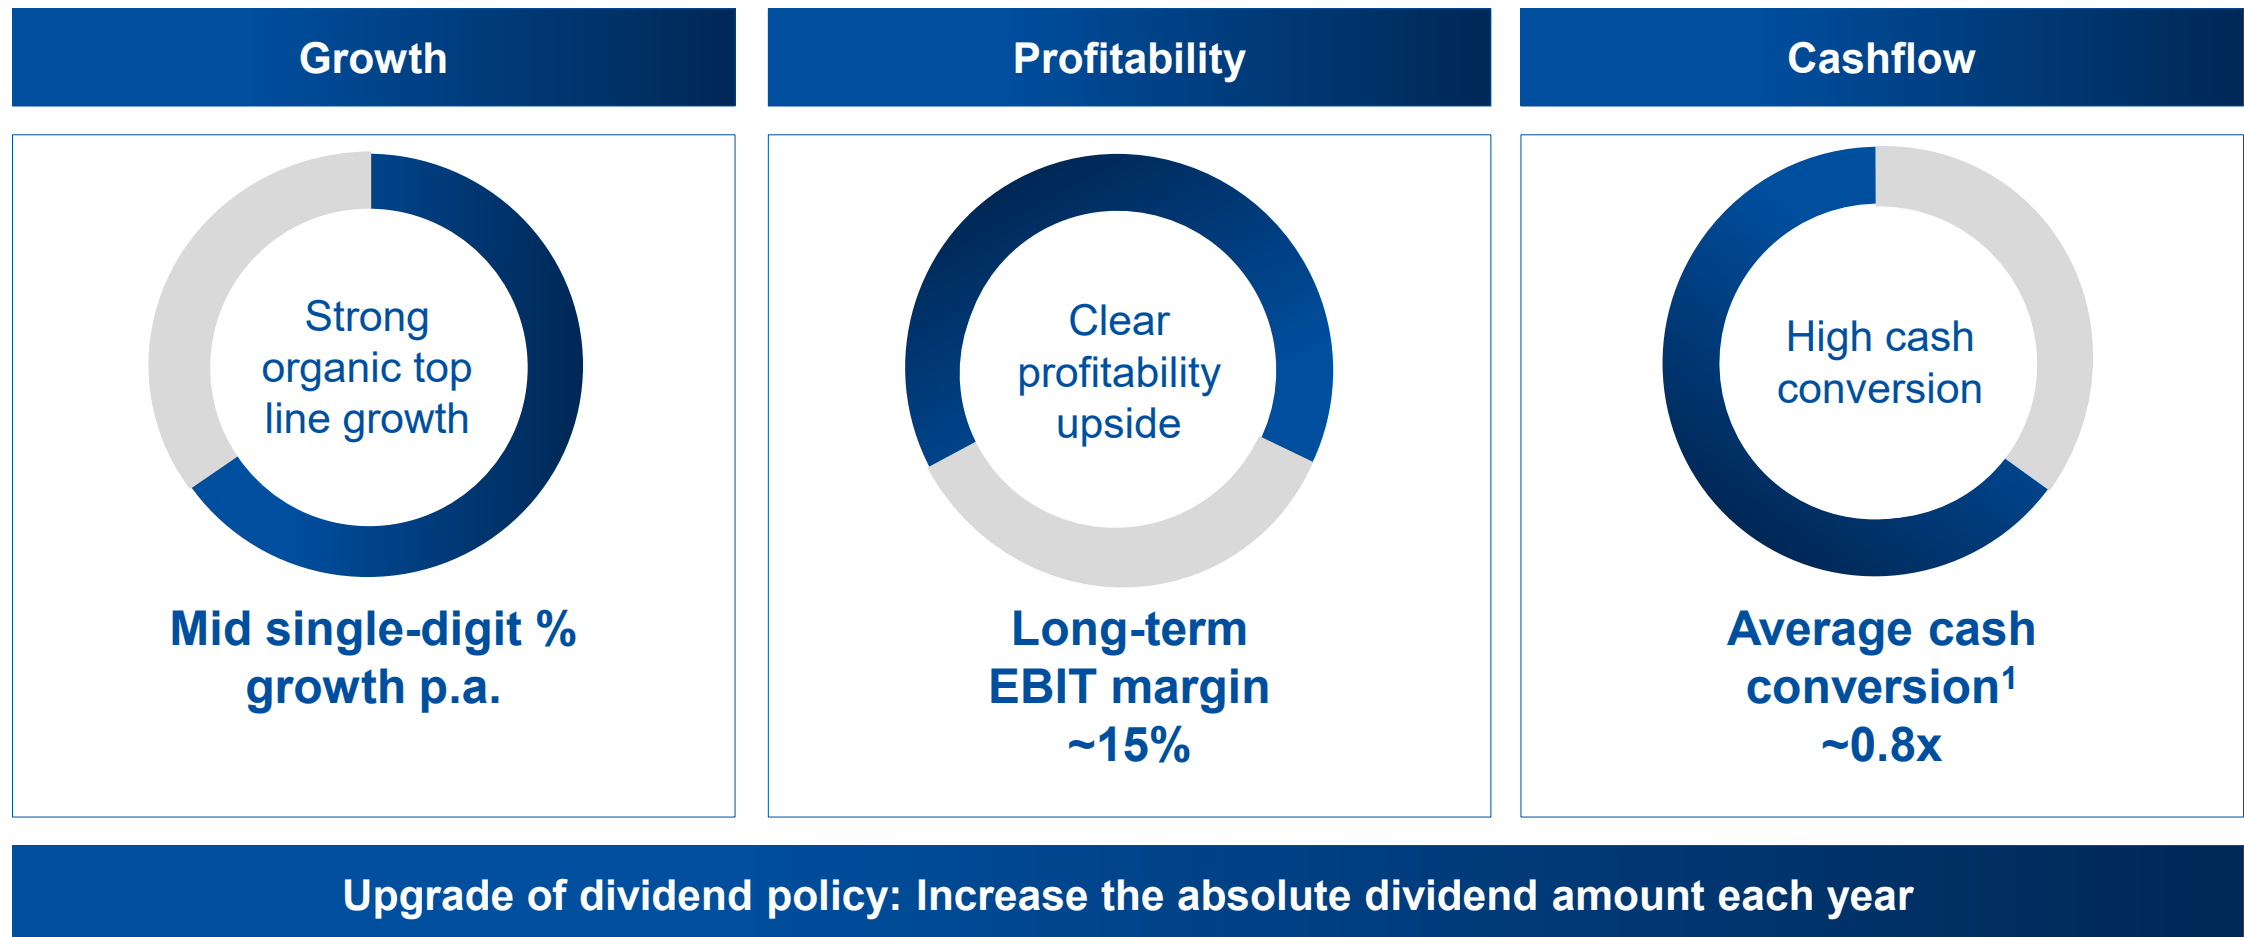 Growth
Strong
organic top
line growth
Mid single-digit %
growth p.a.
Profitability
Clear
profitability
upside
Long-term
EBIT margin
~15%
Cashflow
High cash
conversion
Average cash
conversion¹
~0.8x
Upgrade of dividend policy: Increase the absolute dividend amount each year